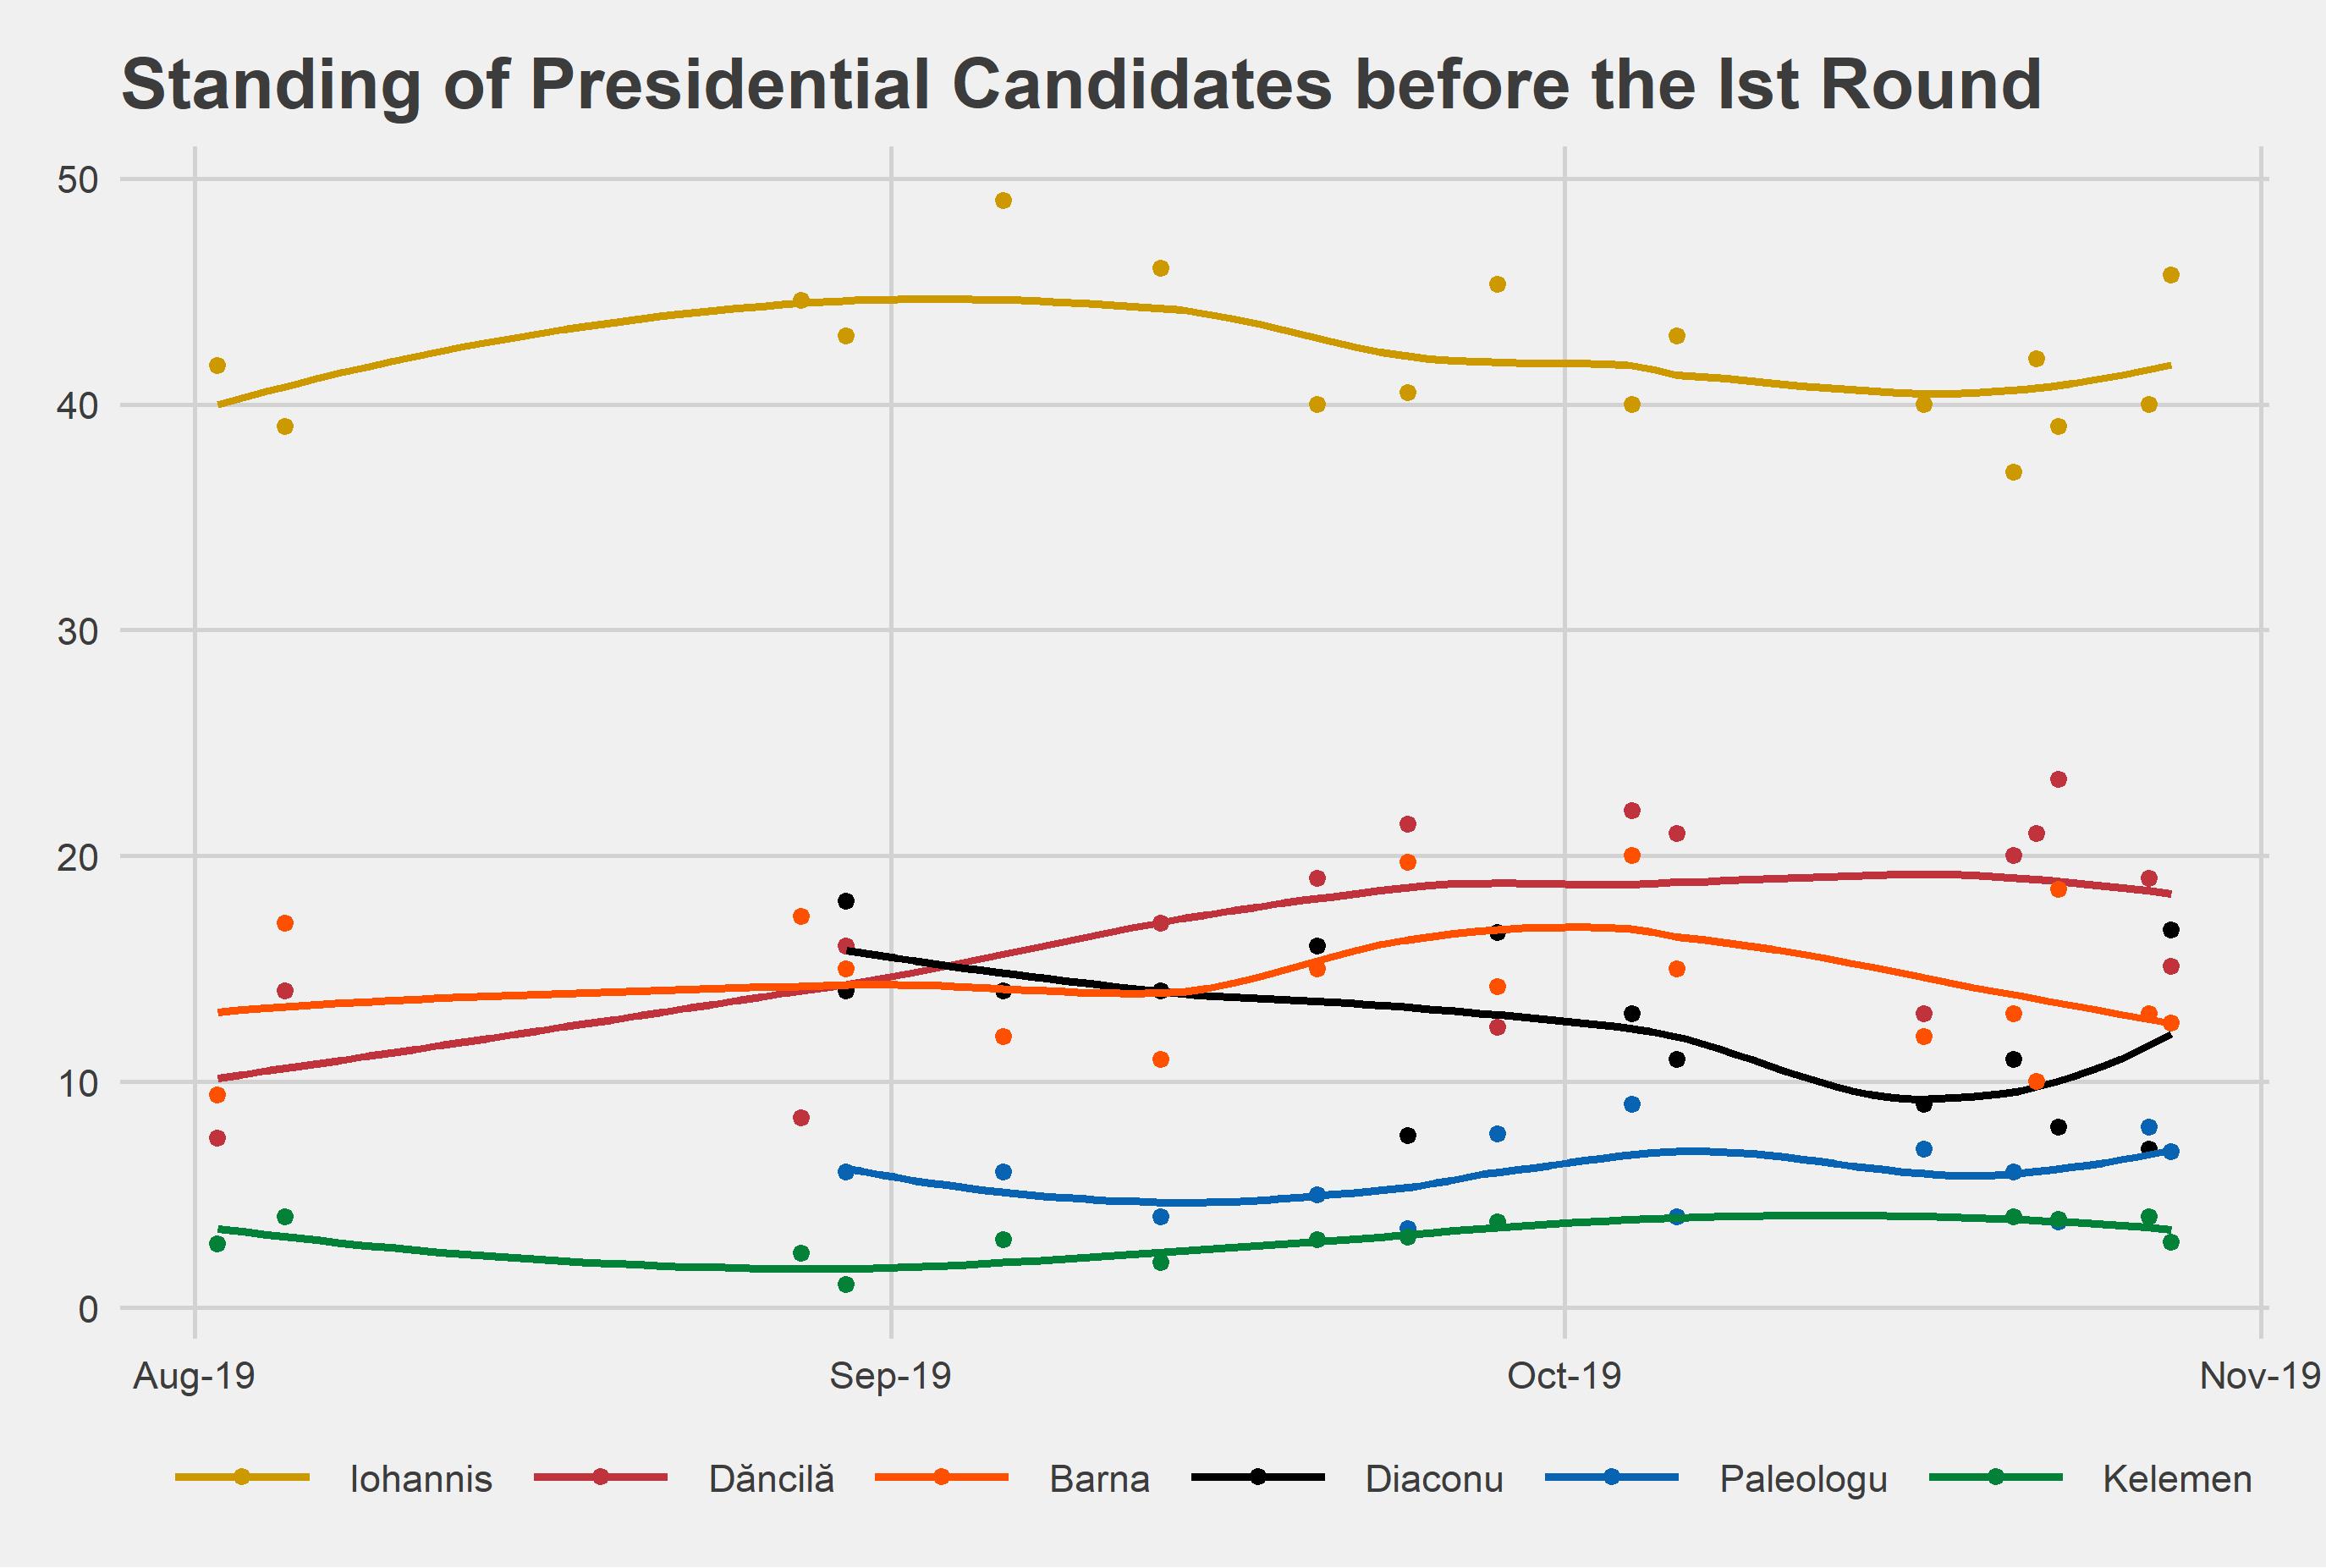 Standing of Presidential Candidates before the Ist Round
50
40
30
20
10
0
Aug-19 Sep-19 Oct-19 Nov-19
Iohannis Dăncilă Barna Diaconu Paleologu Kelemen